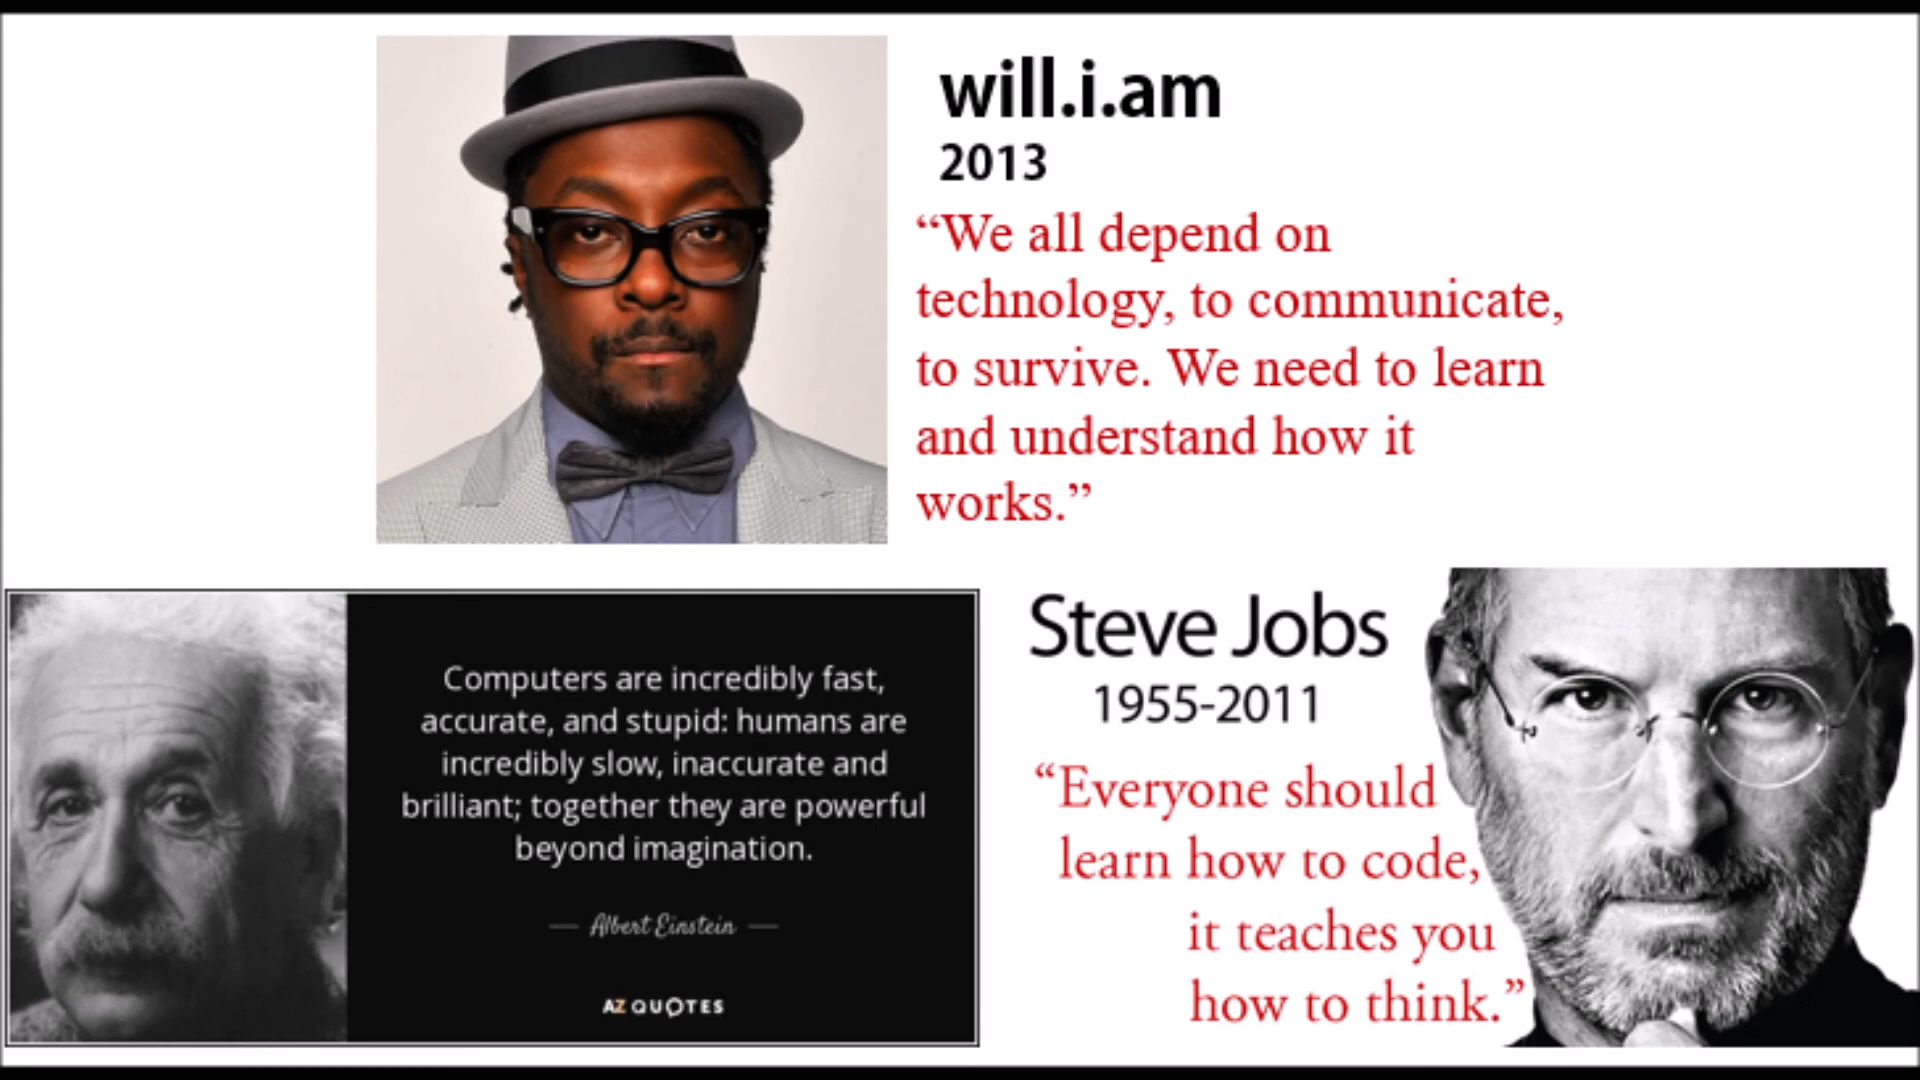 will.i.am
2013
“We all depend on
technology, to communicate,
to survive. We need to learn
and understand how it
works.”
Computers are incredibly fast,
accurate, and stupid: humans are
incredibly slow, inaccurate and
brilliant; together they are powerful
beyond imagination.
— Albert Einstein —
AZ QUOTES
Steve Jobs
1955-2011
“Everyone should
learn how to code,
it teaches you
how to think.”